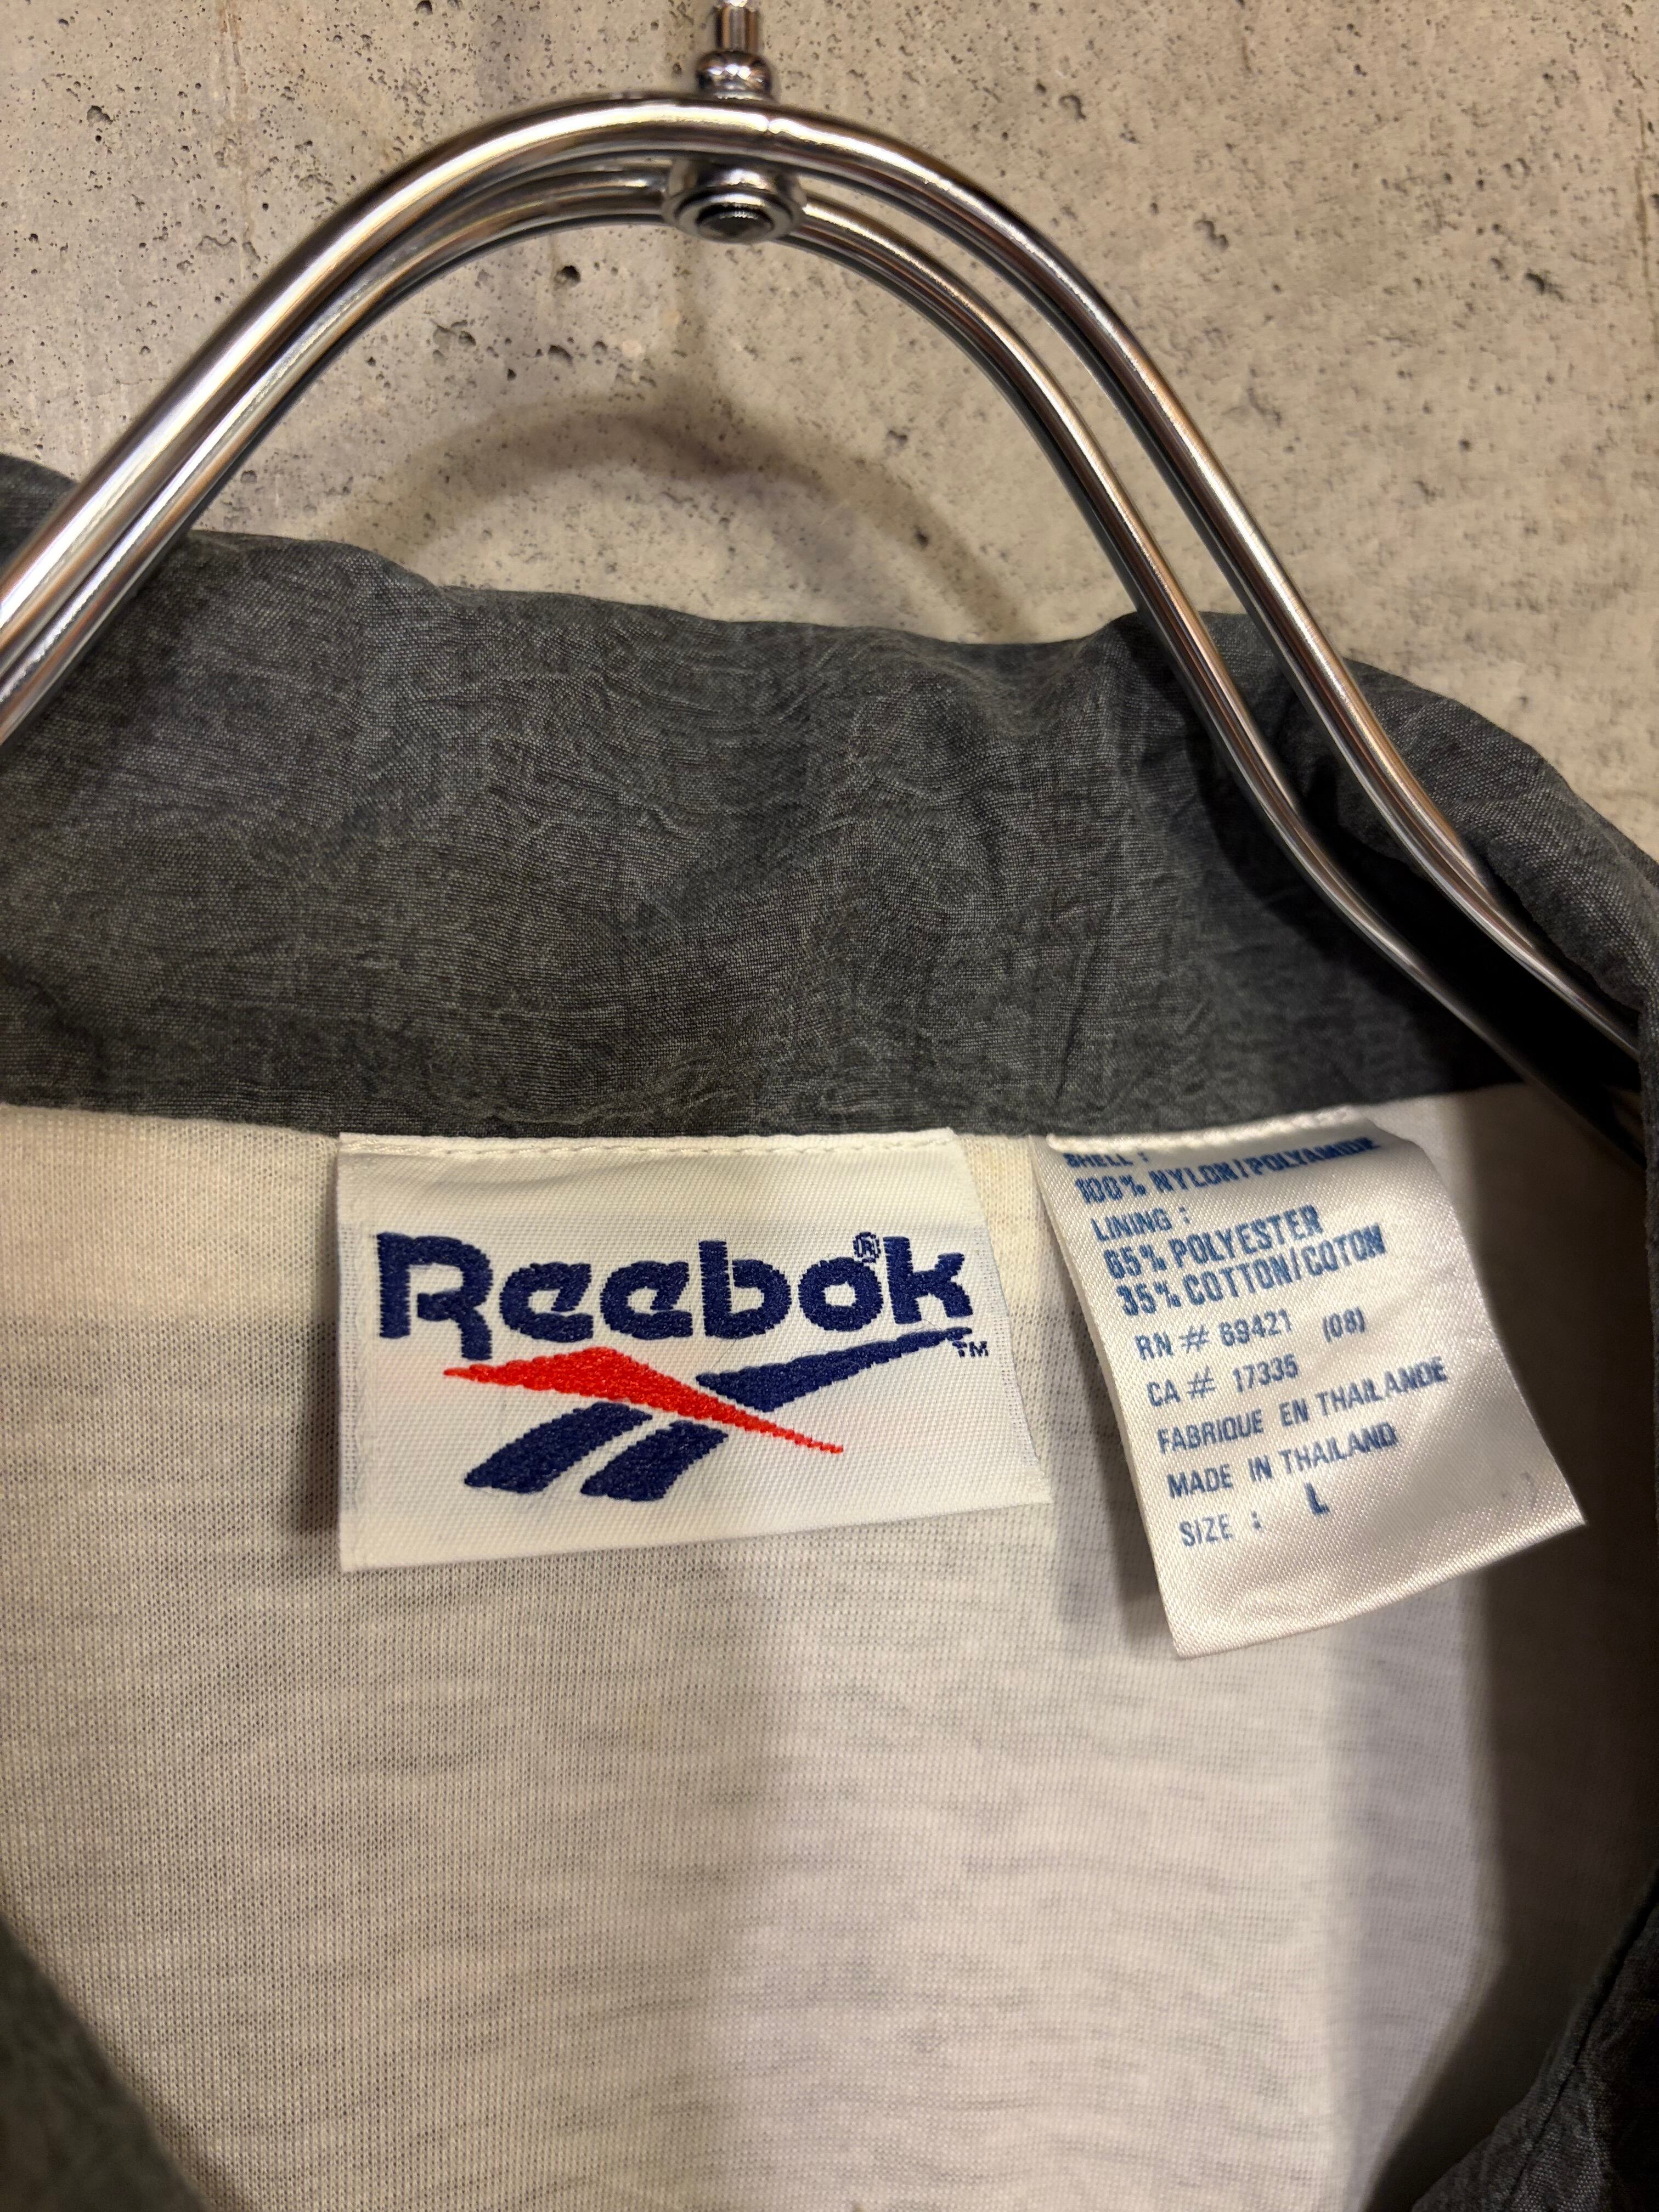 Reebok®
TM
SHELL :
100% NYLON/POLYAMIDE
LINING :
65% POLYESTER
35% COTTON/COTON
RN # 69421 (08)
CA # 17335
FABRIQUE EN THAILANDE
MADE IN THAILAND
SIZE : L